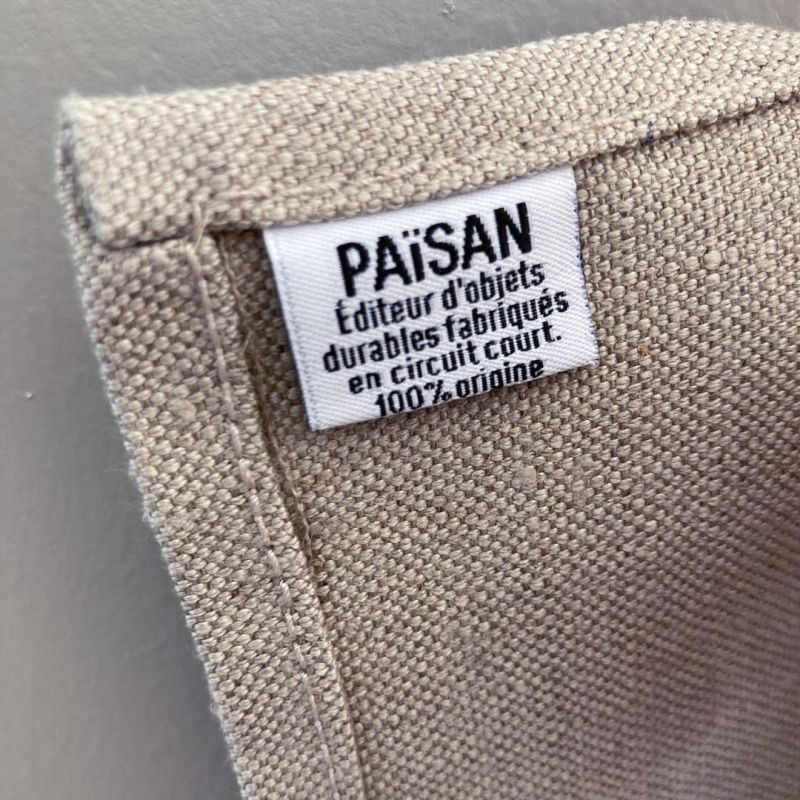 PAïSAN
Éditeur d'objets
durables fabriqués
en circuit court.
100% origine